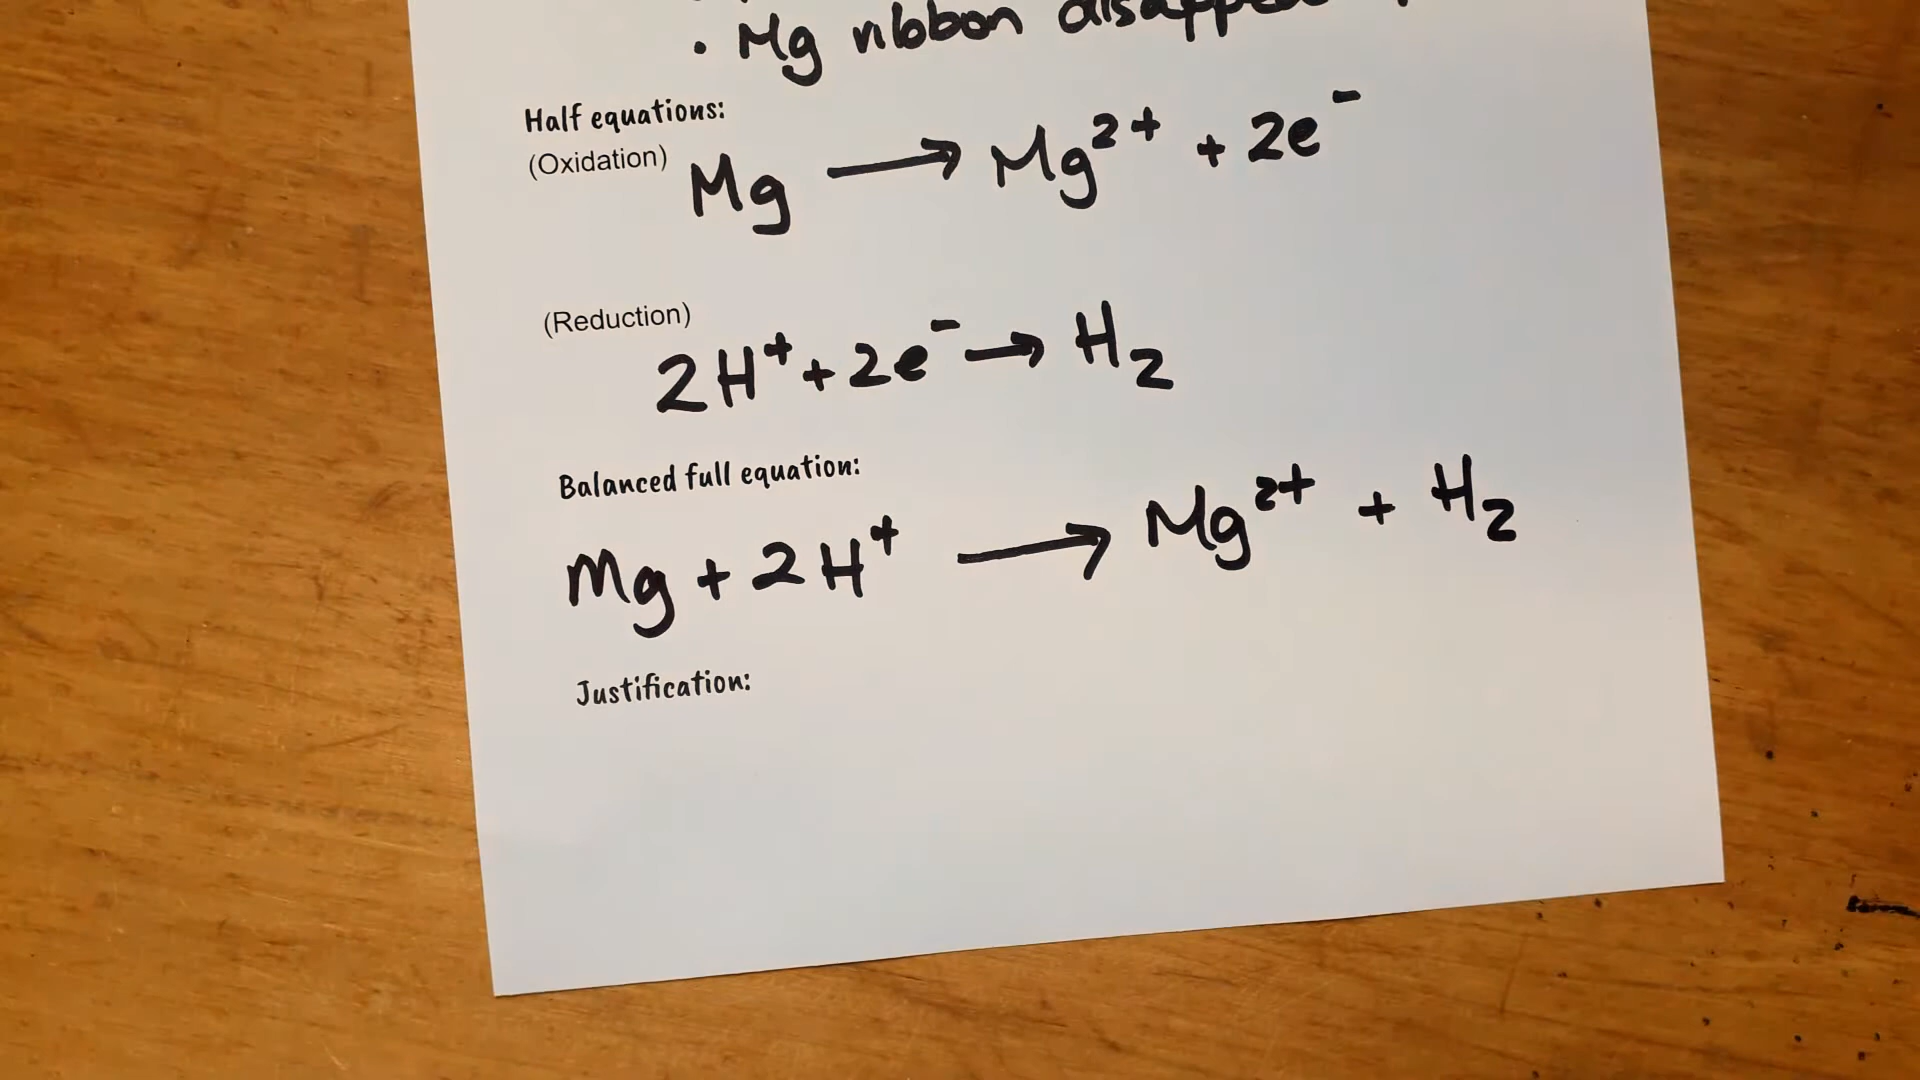 • Mg ribbon
Half equations:
(Oxidation) Mg → Mg²⁺ + 2e⁻
(Reduction)
2H⁺ + 2e⁻ → H₂
Balanced full equation:
Mg + 2H⁺ → Mg²⁺ + H₂
Justification: